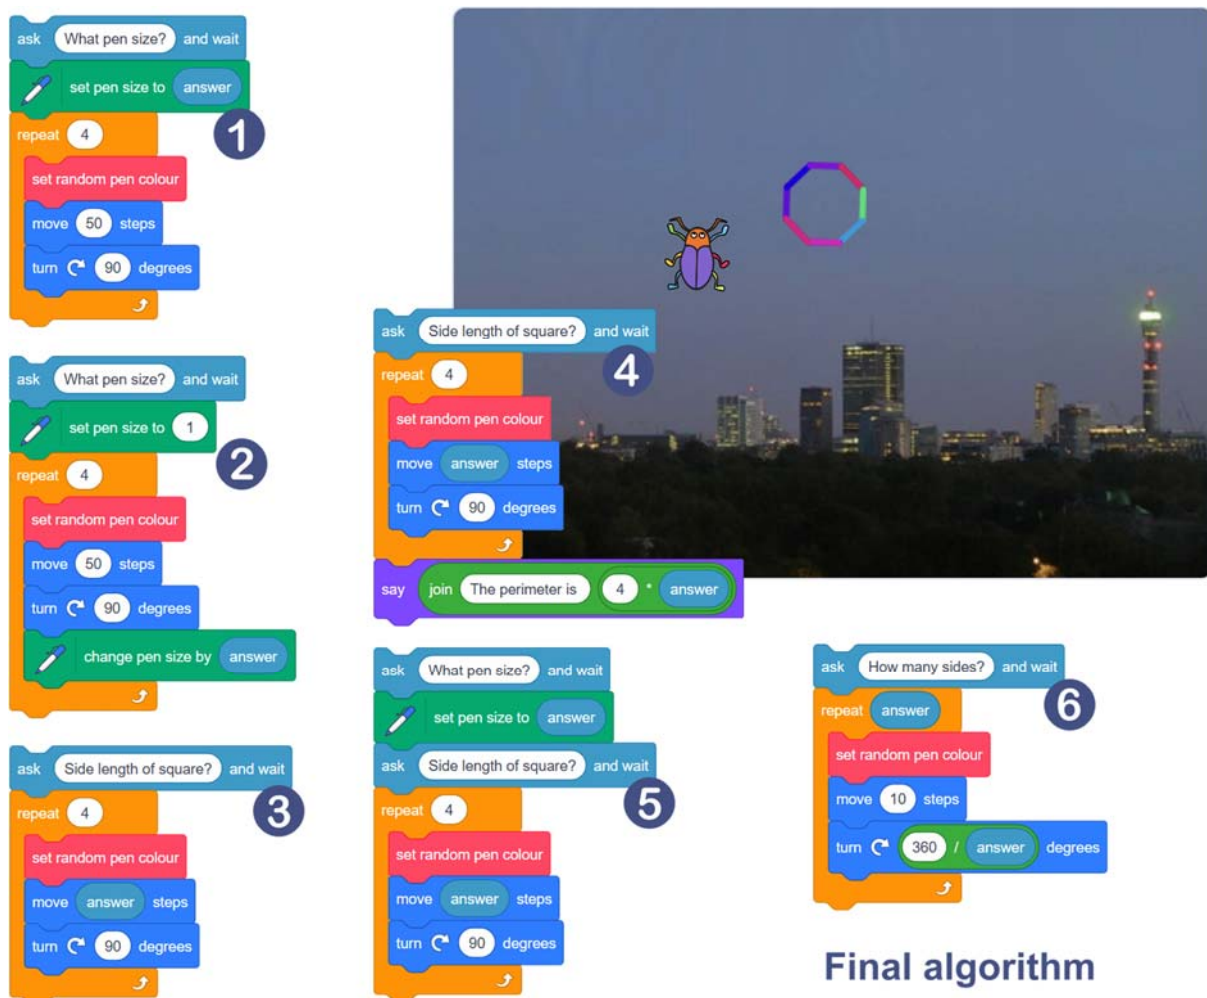 ask What pen size? and wait
set pen size to answer
1
repeat 4
set random pen colour
move 50 steps
turn 90 degrees
ask What pen size? and wait
set pen size to 1
2
repeat 4
set random pen colour
move 50 steps
turn 90 degrees
change pen size by answer
ask Side length of square? and wait
3
repeat 4
set random pen colour
move answer steps
turn 90 degrees
ask Side length of square? and wait
4
repeat 4
set random pen colour
move answer steps
turn 90 degrees
say join The perimeter is 4 * answer
ask What pen size? and wait
set pen size to answer
ask Side length of square? and wait
5
repeat 4
set random pen colour
move answer steps
turn 90 degrees
ask How many sides? and wait
6
repeat answer
set random pen colour
move 10 steps
turn 360 / answer degrees
Final algorithm